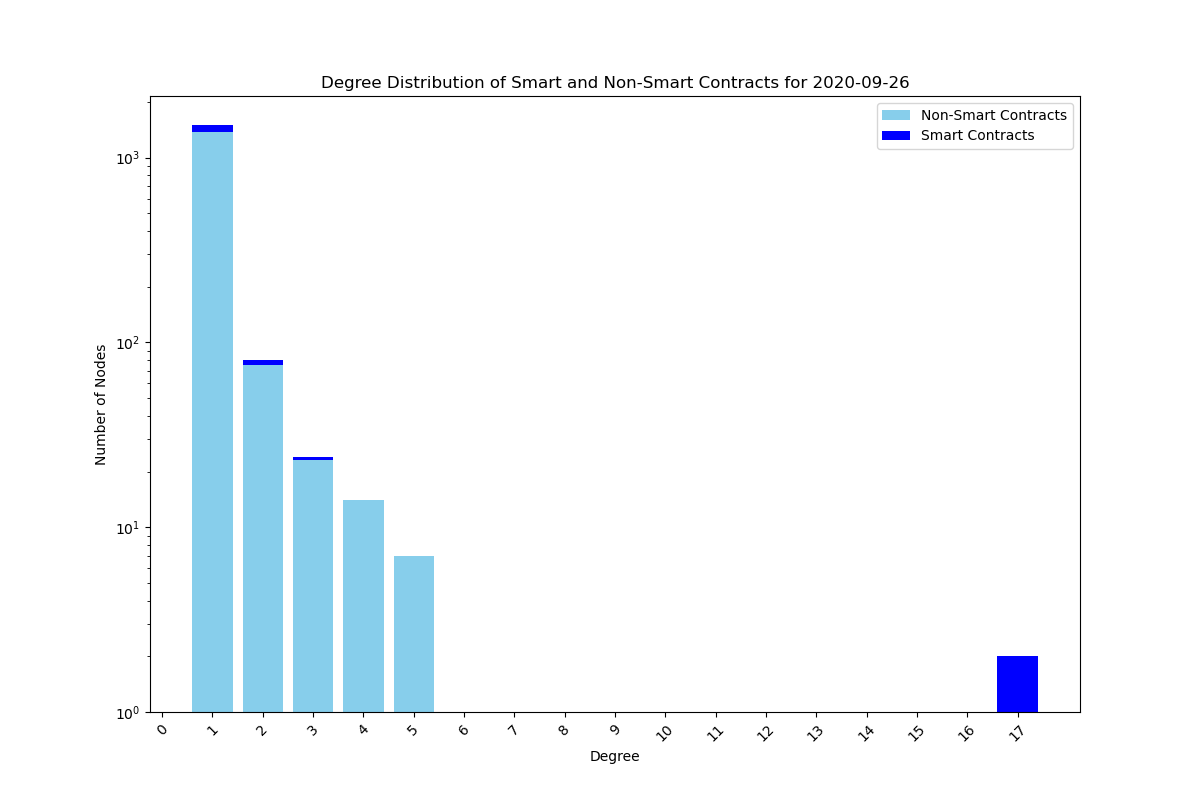 Degree Distribution of Smart and Non-Smart Contracts for 2020-09-26
Non-Smart Contracts
Smart Contracts
Number of Nodes
10³
10²
10¹
10⁰
0 1 2 3 4 5 6 7 8 9 10 11 12 13 14 15 16 17
Degree